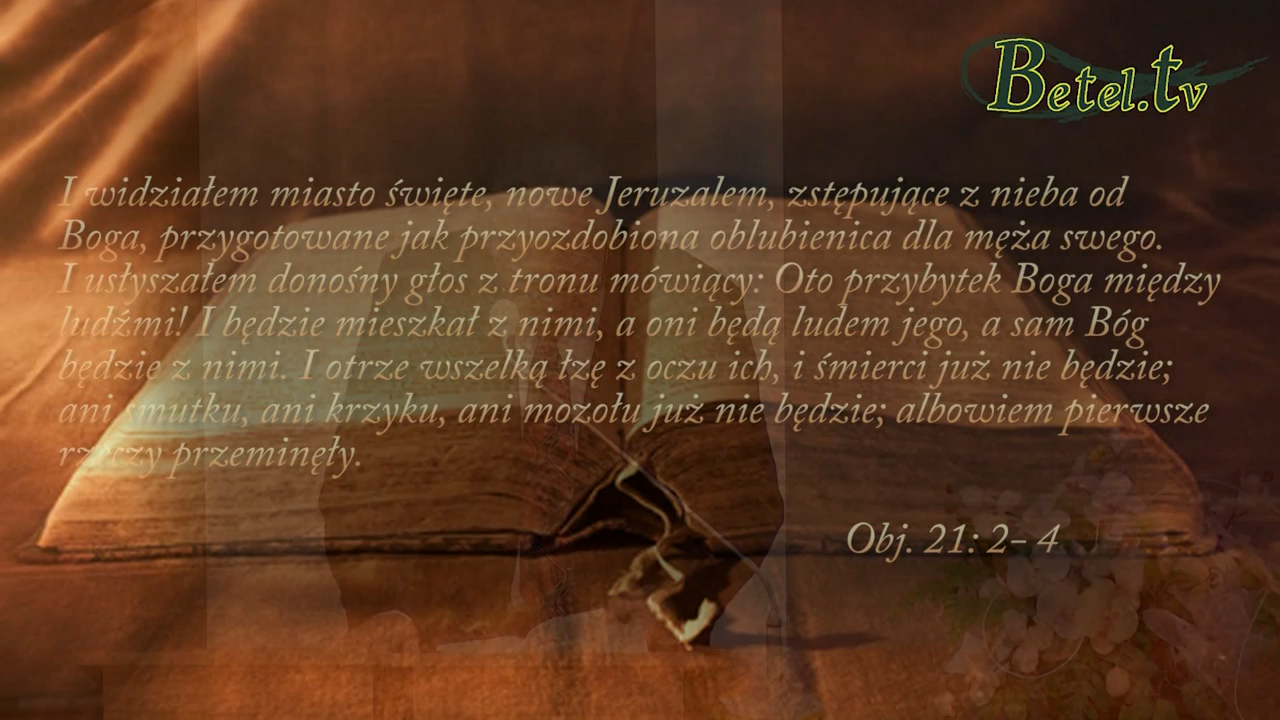 Betel.tv
I widziałem miasto święte, nowe Jeruzalem, zstępujące z nieba od
Boga, przygotowane jak przyozdobiona oblubienica dla męża swego.
I usłyszałem donośny głos z tronu mówiący: Oto przybytek Boga między
ludźmi! I będzie mieszkał z nimi, a oni będą ludem jego, a sam Bóg
będzie z nimi. I otrze wszelką łzę z oczu ich, i śmierci już nie będzie;
ani smutku, ani krzyku, ani mozołu już nie będzie; albowiem pierwsze
rzeczy przeminęły.
Obj. 21: 2- 4